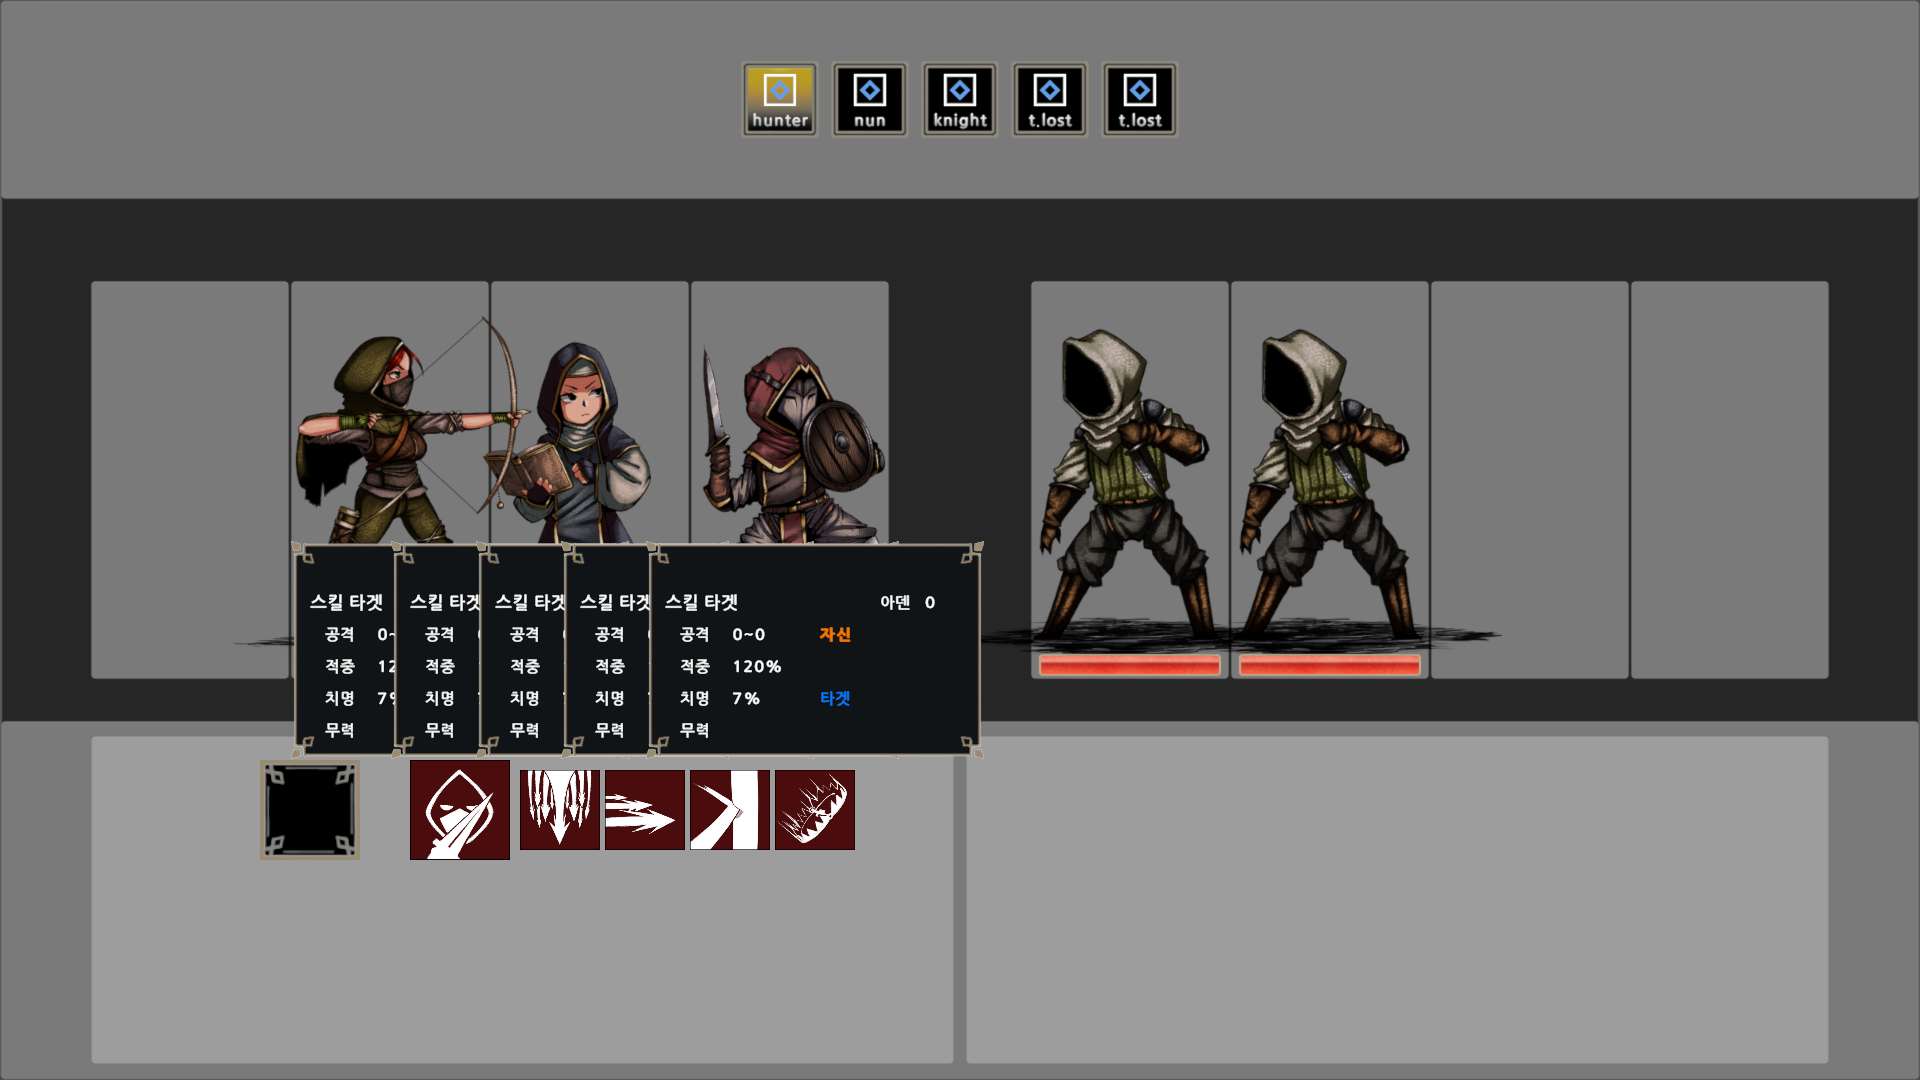 hunter nun knight t.lost t.lost
스킬 타겟 스킬 타겟 스킬 타겟 스킬 타겟 스킬 타겟 아덴 0
공격 0~ 공격 공격 공격 공격 0~0 자신
적중 12 적중 적중 적중 적중 120%
치명 7% 치명 치명 치명 치명 7% 타겟
무력 무력 무력 무력 무력